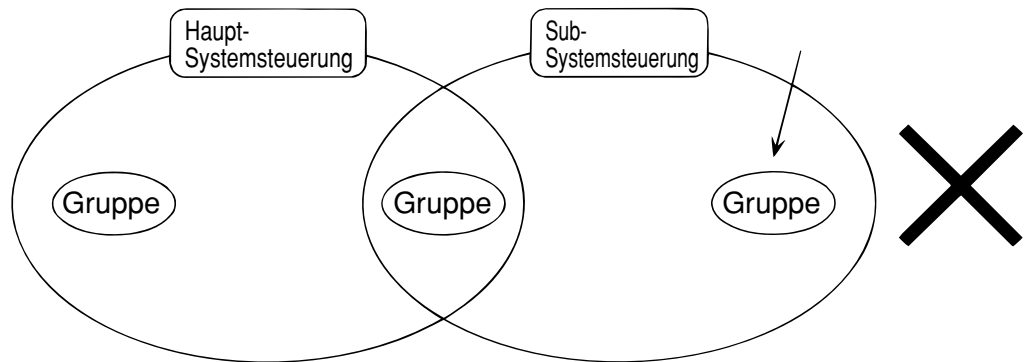 Haupt-
Systemsteuerung
Sub-
Systemsteuerung
Gruppe
Gruppe
Gruppe